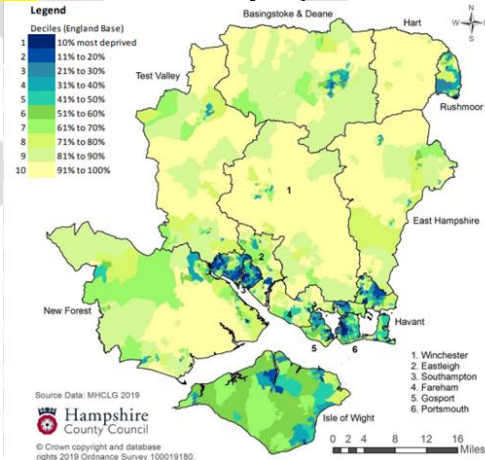 Legend
Deciles (England Base)
1 10% most deprived
2 11% to 20%
3 21% to 30%
4 31% to 40%
5 41% to 50%
6 51% to 60%
7 61% to 70%
8 71% to 80%
9 81% to 90%
10 91% to 100%
Basingstoke & Deane
Hart
N
W E
S
Test Valley
Rushmoor
1
East Hampshire
2
3
New Forest
4
Havant
5
6
1. Winchester
2. Eastleigh
3. Southampton
4. Fareham
5. Gosport
6. Portsmouth
Isle of Wight
Source Data: MHCLG 2019
Hampshire
County Council
© Crown copyright and database
rights 2019 Ordnance Survey 100019180.
0 2 4 8 12 16
Miles